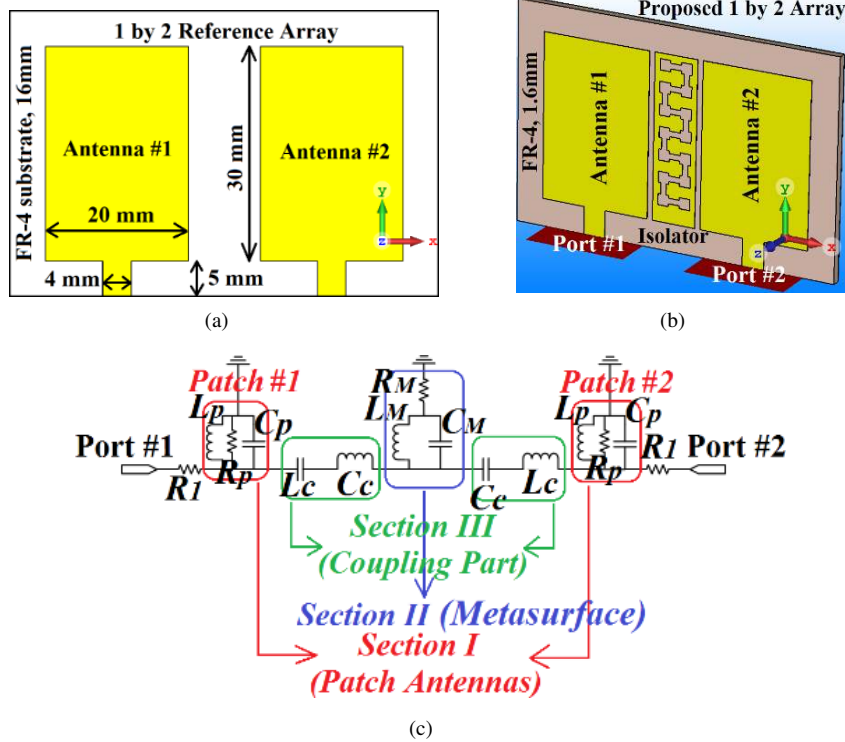 1 by 2 Reference Array
FR-4 substrate, 16mm
Antenna #1
Antenna #2
30 mm
20 mm
4 mm
5 mm
y
z
x
(a)
Proposed 1 by 2 Array
FR-4, 1.6mm
Antenna #1
Antenna #2
y
x
z
Port #1
Isolator
Port #2
(b)
Patch #1
Patch #2
Lp
Cp
Rp
RM
LM
CM
Lp
Cp
Rp
Port #1
Port #2
R1
R1
Lc
Cc
Cc
Lc
Section III
(Coupling Part)
Section II (Metasurface)
Section I
(Patch Antennas)
(c)